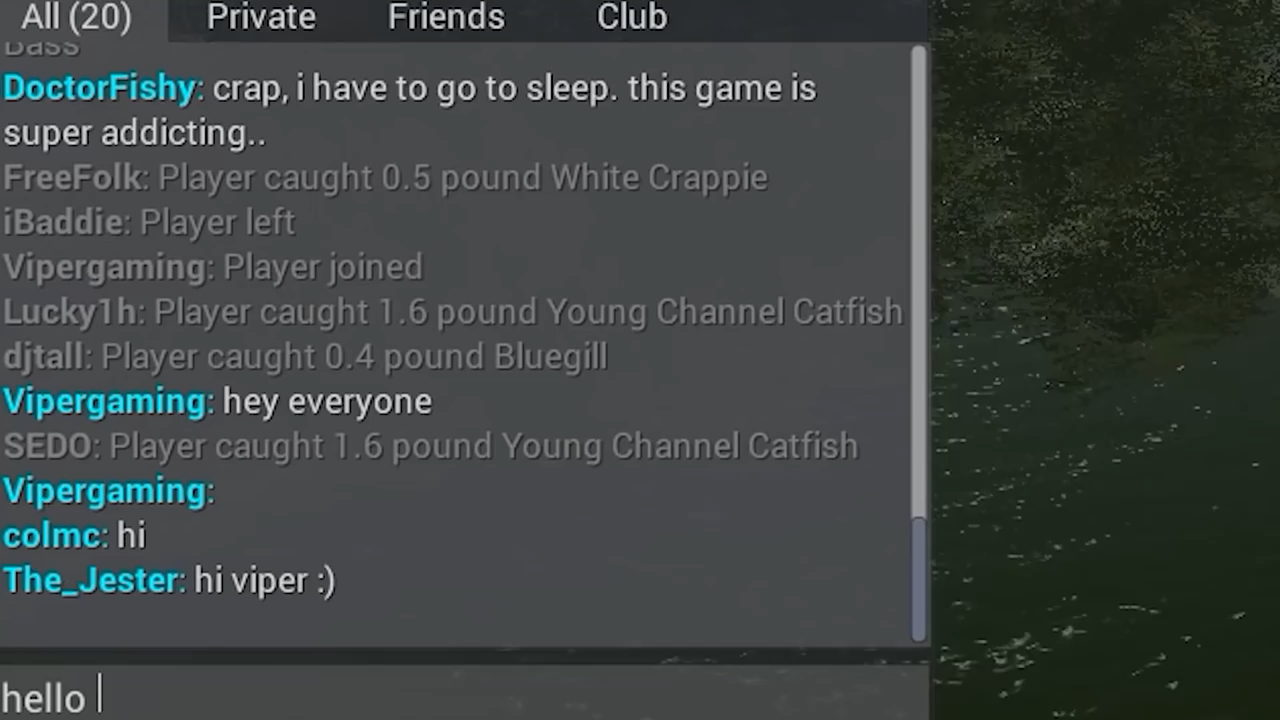 All (20) Private Friends Club
Bass
DoctorFishy: crap, i have to go to sleep. this game is
super addicting..
FreeFolk: Player caught 0.5 pound White Crappie
iBaddie: Player left
Vipergaming: Player joined
Lucky1h: Player caught 1.6 pound Young Channel Catfish
djtall: Player caught 0.4 pound Bluegill
Vipergaming: hey everyone
SEDO: Player caught 1.6 pound Young Channel Catfish
Vipergaming:
colmc: hi
The_Jester: hi viper :)
hello